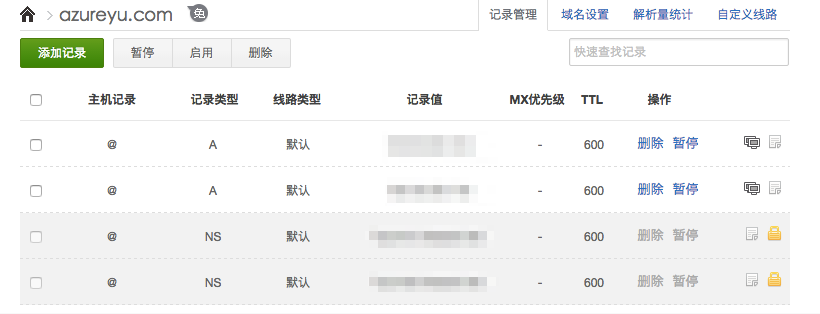 azureyu.com 免
记录管理 域名设置 解析量统计 自定义线路
添加记录 暂停 启用 删除 快速查找记录
主机记录 记录类型 线路类型 记录值 MX优先级 TTL 操作
@ A 默认 - 600 删除 暂停
@ A 默认 - 600 删除 暂停
@ NS 默认 - 600 删除 暂停
@ NS 默认 - 600 删除 暂停